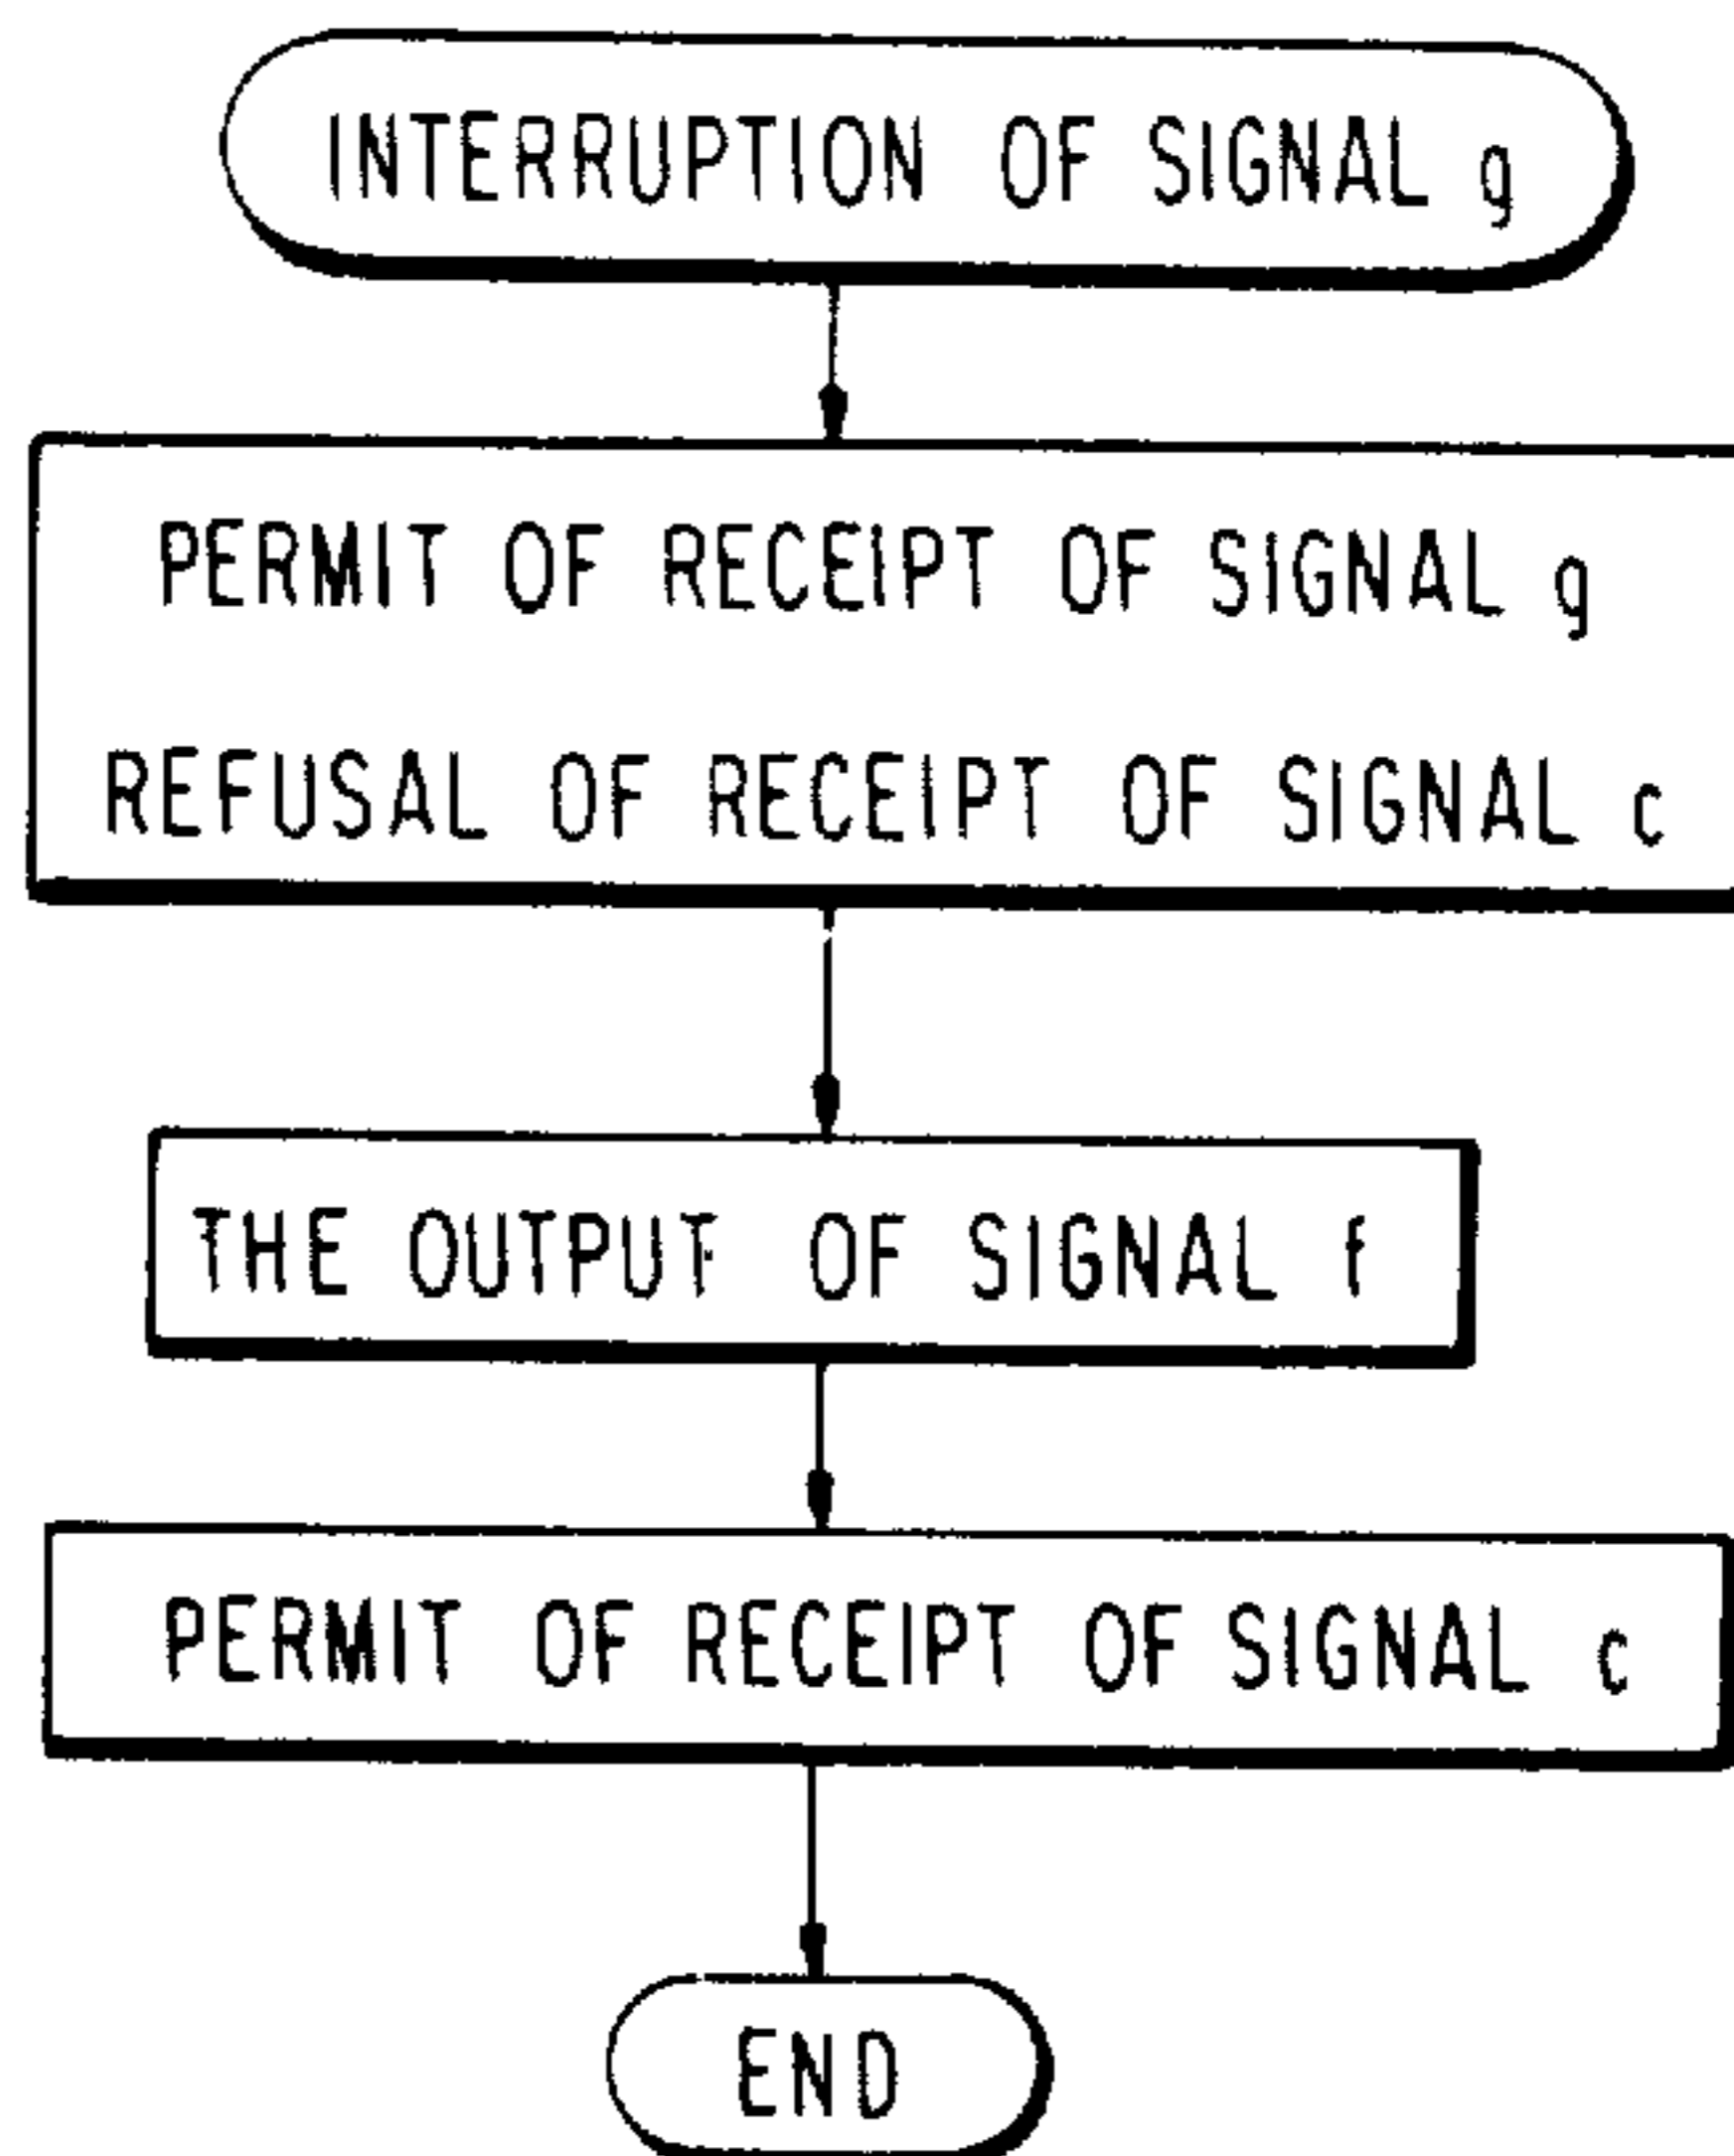 INTERRUPTION OF SIGNAL g
PERMIT OF RECEIPT OF SIGNAL g
REFUSAL OF RECEIPT OF SIGNAL c
THE OUTPUT OF SIGNAL f
PERMIT OF RECEIPT OF SIGNAL c
END